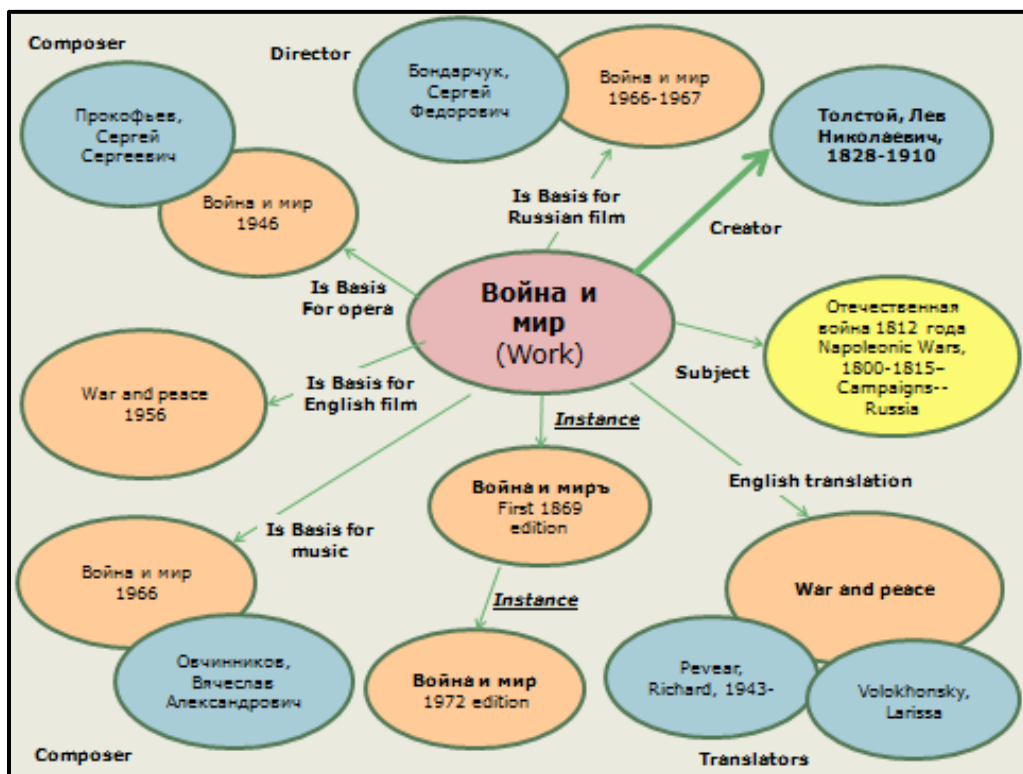 Composer
Прокофьев,
Сергей
Сергеевич
Война и мир
1946
Director
Бондарчук,
Сергей
Федорович
Война и мир
1966-1967
Толстой, Лев
Николаевич,
1828-1910
Is Basis for
Russian film
Creator
Is Basis
For opera
Война и
мир
(Work)
Отечественная
война 1812 года
Napoleonic Wars,
1800-1815–
Campaigns--
Russia
Subject
War and peace
1956
Is Basis for
English film
Instance
Война и миръ
First 1869
edition
English translation
Is Basis for
music
Война и мир
1966
Овчинников,
Вячеслав
Александрович
Composer
Instance
Война и мир
1972 edition
War and peace
Pevear,
Richard, 1943-
Volokhonsky,
Larissa
Translators